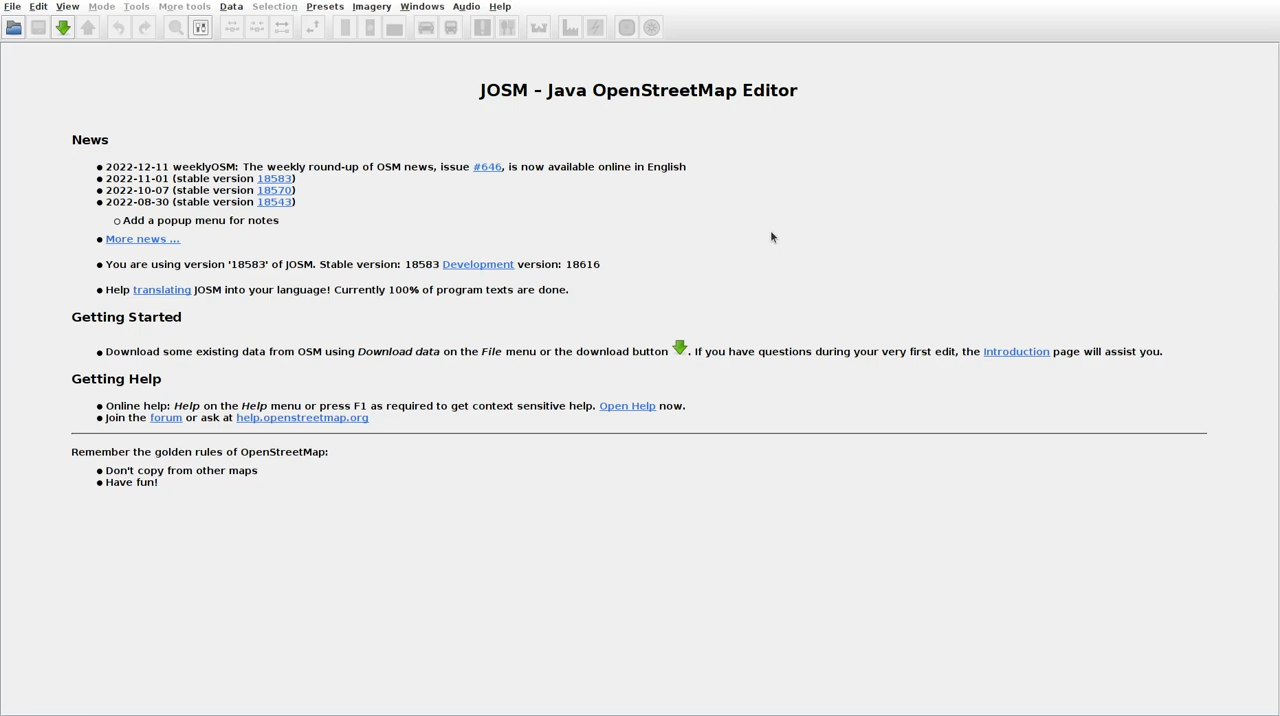 File Edit View Mode Tools More tools Data Selection Presets Imagery Windows Audio Help
JOSM – Java OpenStreetMap Editor
News
2022-12-11 weeklyOSM: The weekly round-up of OSM news, issue #646, is now available online in English
2022-11-01 (stable version 18583)
2022-10-07 (stable version 18570)
2022-08-30 (stable version 18543)
Add a popup menu for notes
More news ...
You are using version '18583' of JOSM. Stable version: 18583 Development version: 18616
Help translating JOSM into your language! Currently 100% of program texts are done.
Getting Started
Download some existing data from OSM using Download data on the File menu or the download button . If you have questions during your very first edit, the Introduction page will assist you.
Getting Help
Online help: Help on the Help menu or press F1 as required to get context sensitive help. Open Help now.
Join the forum or ask at help.openstreetmap.org
Remember the golden rules of OpenStreetMap:
Don't copy from other maps
Have fun!